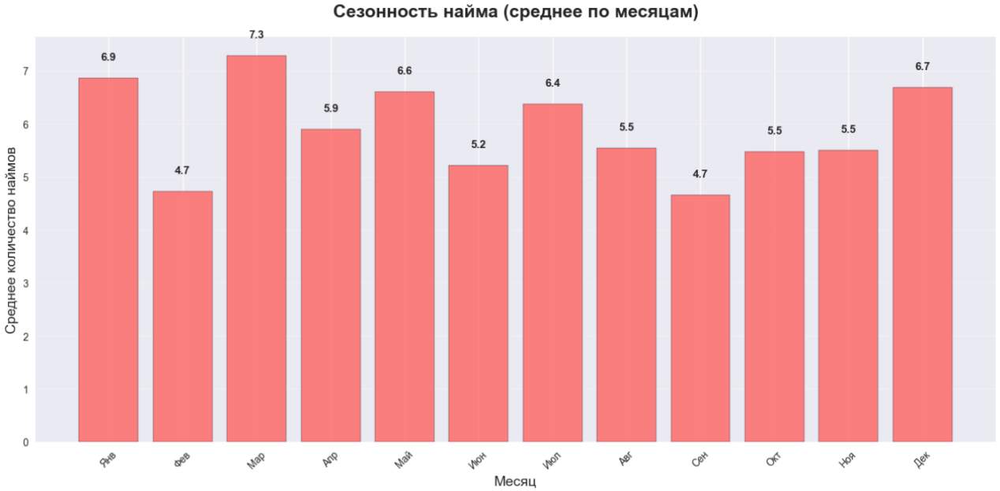 Сезонность найма (среднее по месяцам)
Среднее количество наймов
7
6
5
4
3
2
1
0
6.9
4.7
7.3
5.9
6.6
5.2
6.4
5.5
4.7
5.5
5.5
6.7
Янв
Фев
Мар
Апр
Май
Июн
Июл
Авг
Сен
Окт
Ноя
Дек
Месяц